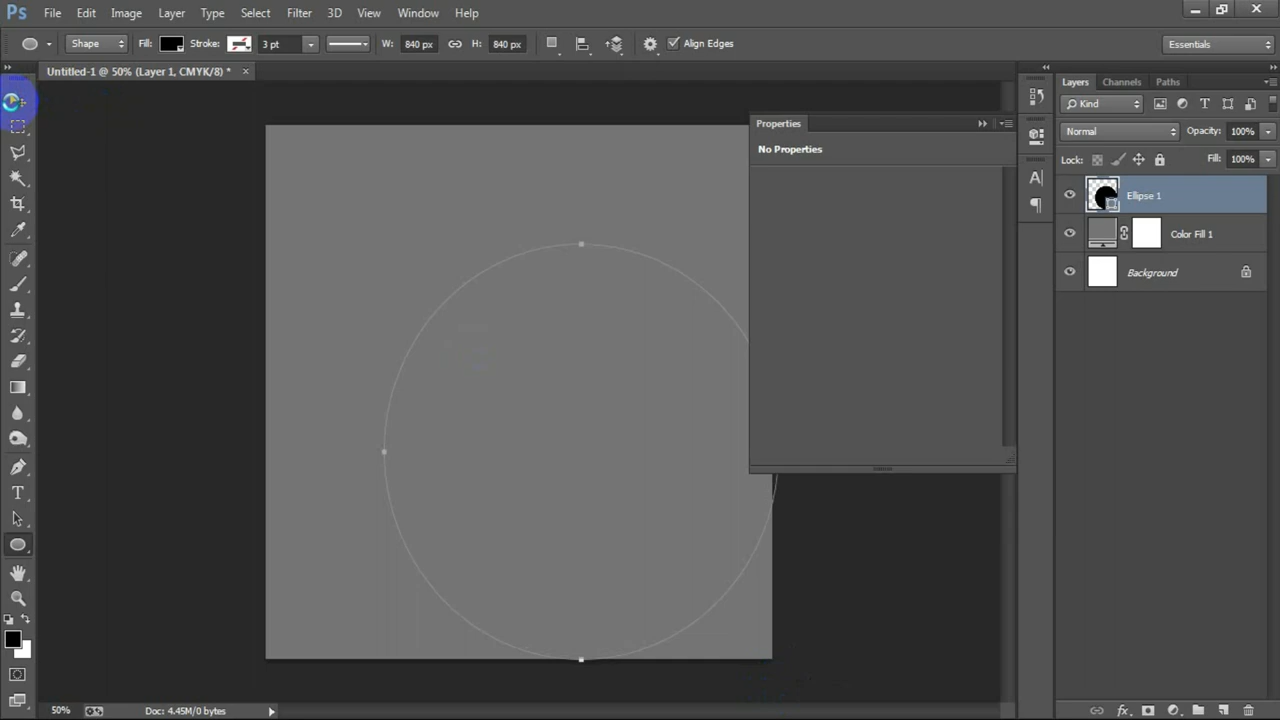 Ps File Edit Image Layer Type Select Filter 3D View Window Help
Shape Fill: Stroke: 3 pt W: 840 px H: 840 px Align Edges Essentials
Untitled-1 @ 50% (Layer 1, CMYK/8) * ×
Properties
No Properties
Layers Channels Paths
Kind
Normal Opacity: 100%
Lock: Fill: 100%
Ellipse 1
Color Fill 1
Background
50% Doc: 4.45M/0 bytes